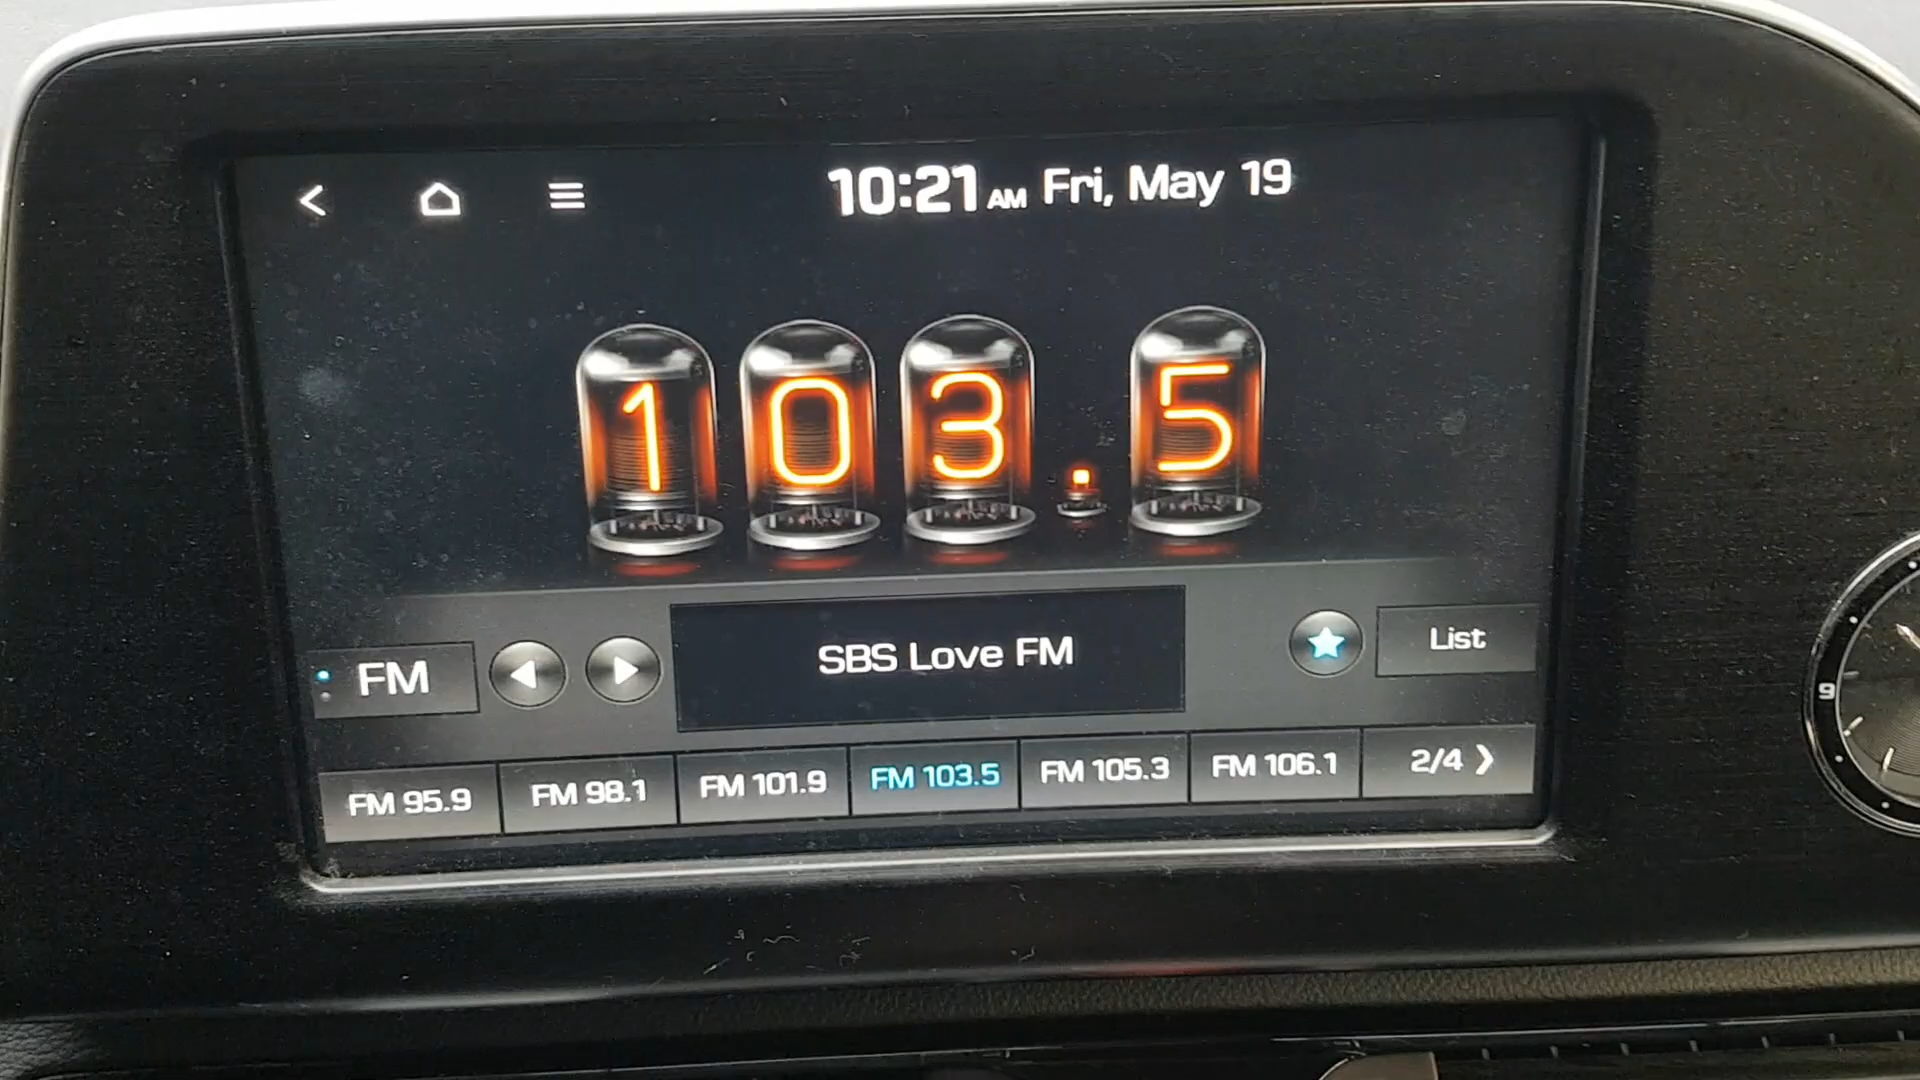 10:21 AM Fri, May 19
103.5
FM
SBS Love FM
List
FM 95.9
FM 98.1
FM 101.9
FM 103.5
FM 105.3
FM 106.1
2/4
9